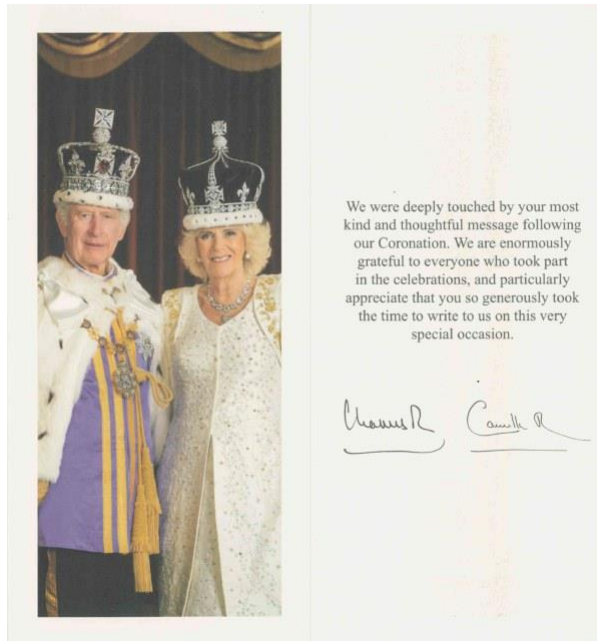 We were deeply touched by your most
kind and thoughtful message following
our Coronation. We are enormously
grateful to everyone who took part
in the celebrations, and particularly
appreciate that you so generously took
the time to write to us on this very
special occasion.
Charles R Camilla R